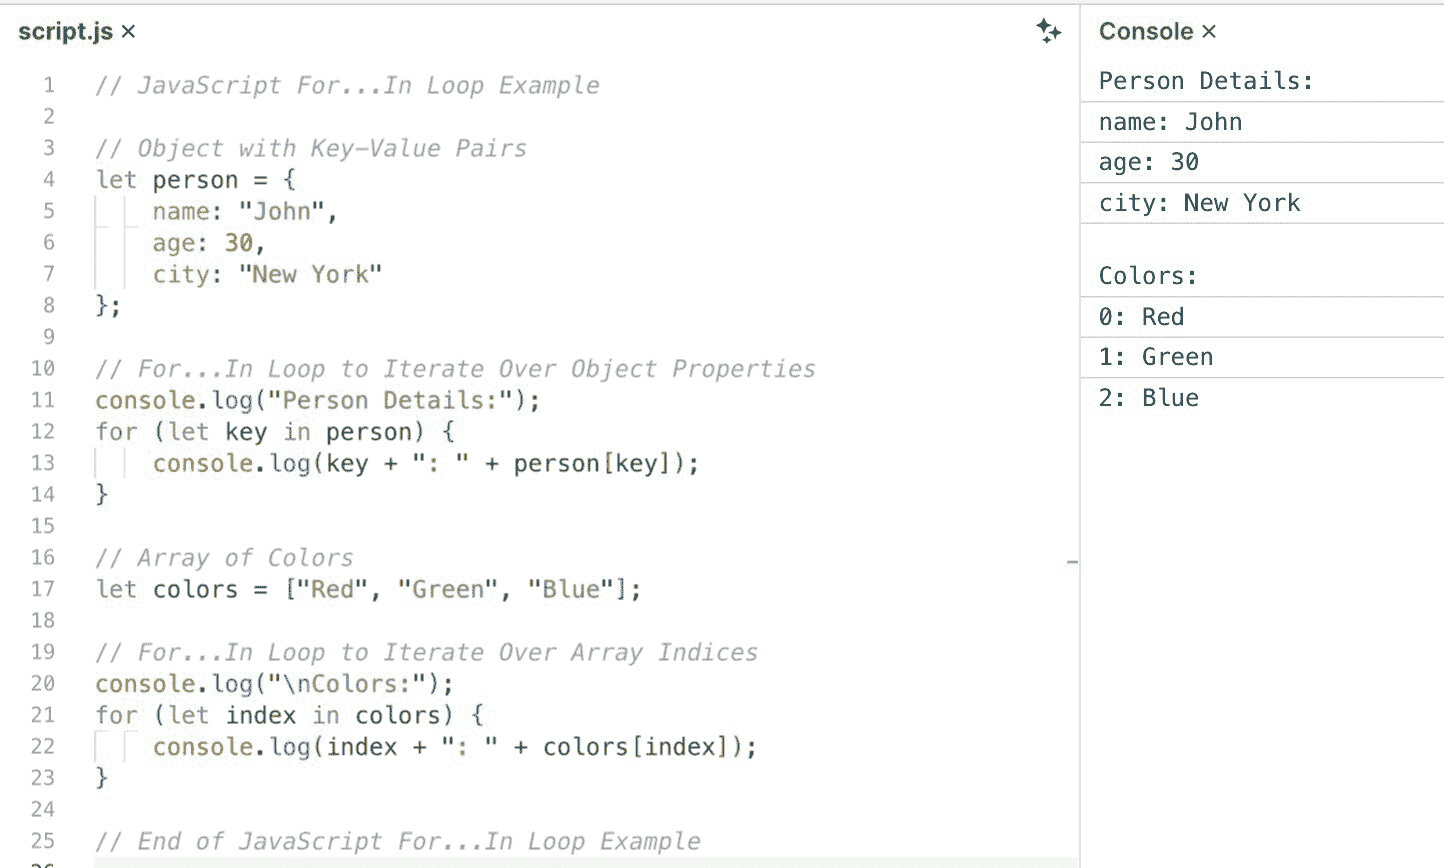 script.js ×
1 // JavaScript For...In Loop Example
2
3 // Object with Key-Value Pairs
4 let person = {
5     name: "John",
6     age: 30,
7     city: "New York"
8 };
9
10 // For...In Loop to Iterate Over Object Properties
11 console.log("Person Details:");
12 for (let key in person) {
13     console.log(key + ": " + person[key]);
14 }
15
16 // Array of Colors
17 let colors = ["Red", "Green", "Blue"];
18
19 // For...In Loop to Iterate Over Array Indices
20 console.log("\nColors:");
21 for (let index in colors) {
22     console.log(index + ": " + colors[index]);
23 }
24
25 // End of JavaScript For...In Loop Example
Console ×
Person Details:
name: John
age: 30
city: New York
Colors:
0: Red
1: Green
2: Blue